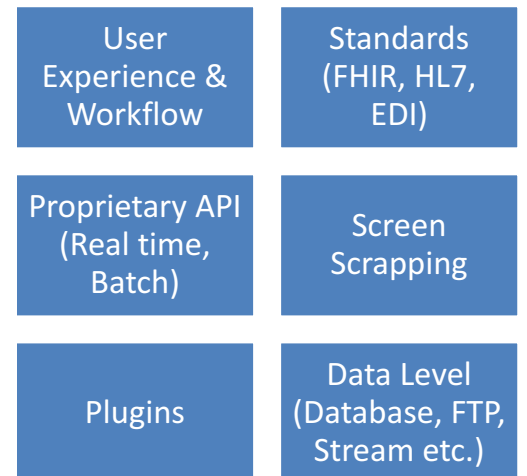 User
Experience &
Workflow
Standards
(FHIR, HL7,
EDI)
Proprietary API
(Real time,
Batch)
Screen
Scrapping
Plugins
Data Level
(Database, FTP,
Stream etc.)